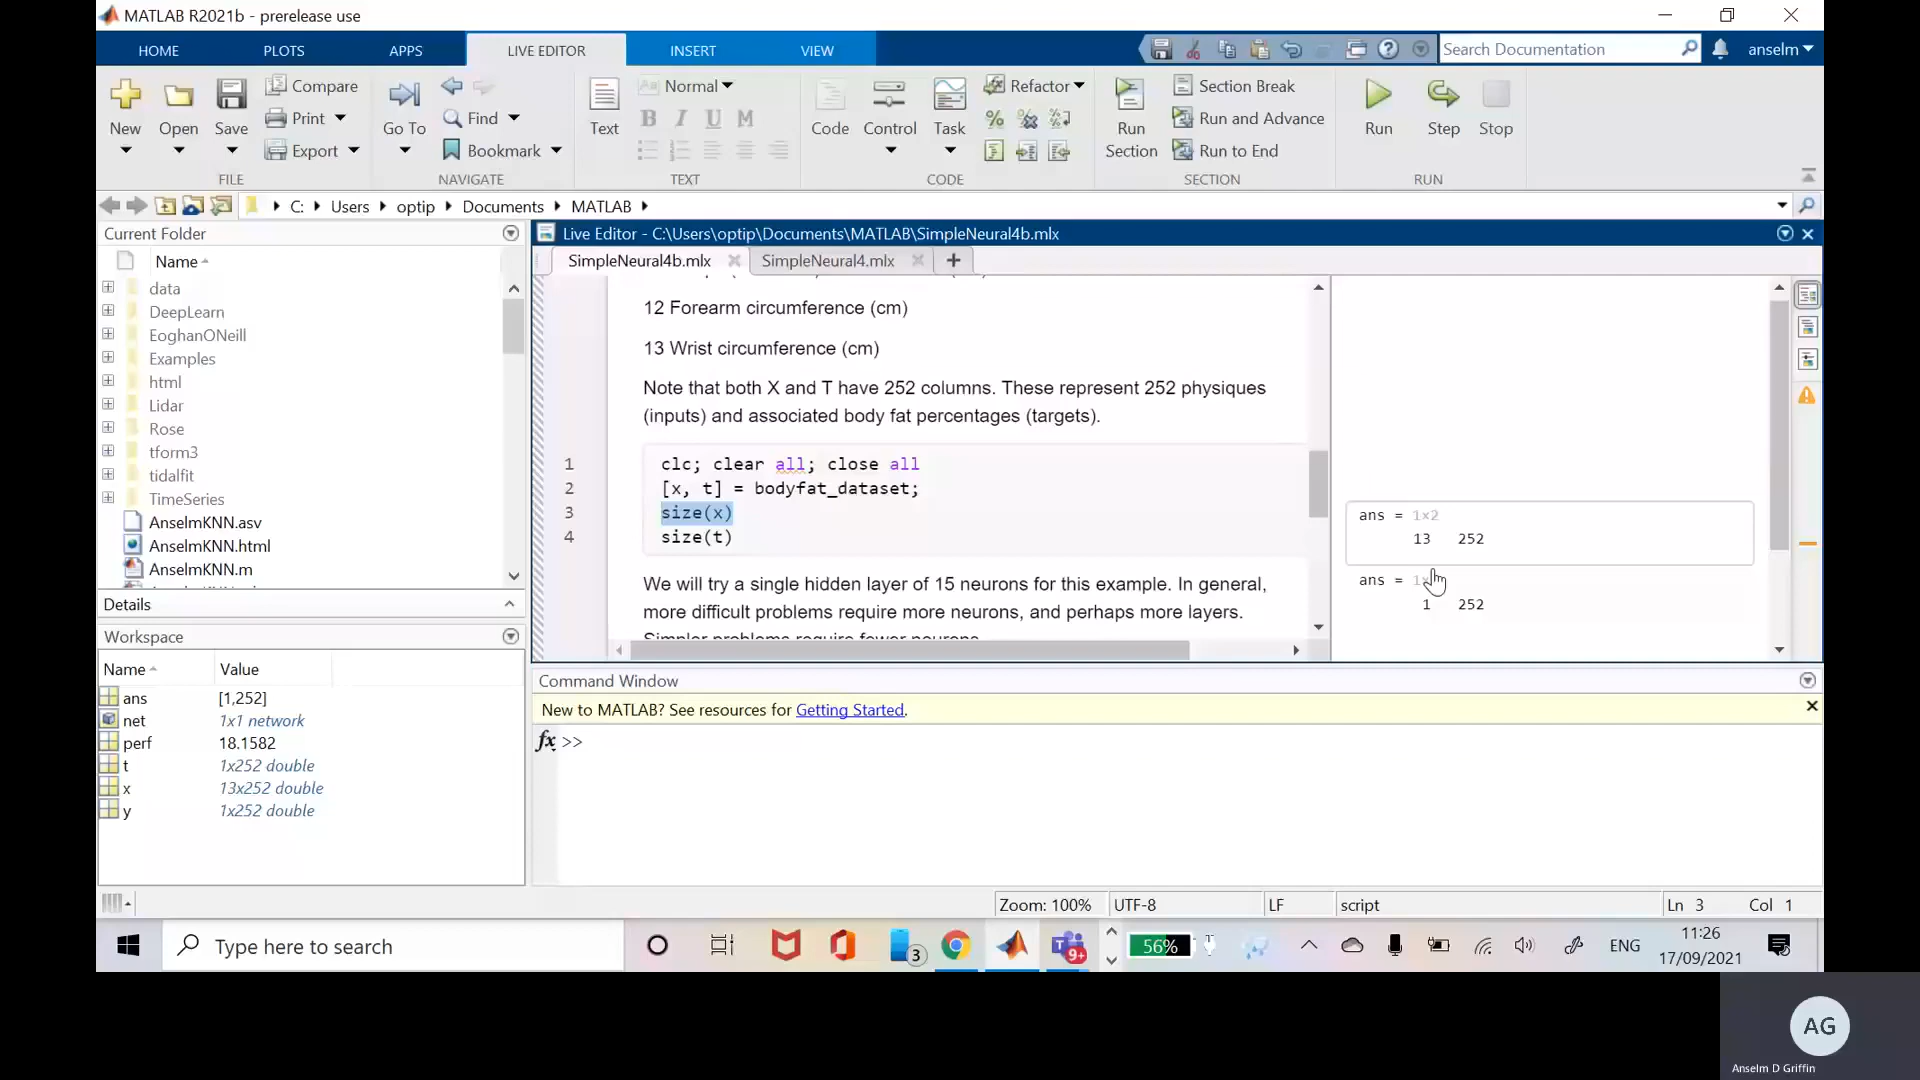 MATLAB R2021b - prerelease use
HOME PLOTS APPS LIVE EDITOR INSERT VIEW
Search Documentation
anselm
New Open Save
Compare
Print
Export
FILE
Go To
Find
Bookmark
NAVIGATE
Text
Normal
B I U M
TEXT
Code Control Task
Refactor
CODE
Run
Section
Section Break
Run and Advance
Run to End
SECTION
Run Step Stop
RUN
C: Users optip Documents MATLAB
Current Folder
Name
data
DeepLearn
EoghanONeill
Examples
html
Lidar
Rose
tform3
tidalfit
TimeSeries
AnselmKNN.asv
AnselmKNN.html
AnselmKNN.m
Details
Workspace
Name Value
ans [1,252]
net 1x1 network
perf 18.1582
t 1x252 double
x 13x252 double
y 1x252 double
Live Editor - C:\Users\optip\Documents\MATLAB\SimpleNeural4b.mlx
SimpleNeural4b.mlx SimpleNeural4.mlx
12 Forearm circumference (cm)
13 Wrist circumference (cm)
Note that both X and T have 252 columns. These represent 252 physiques
(inputs) and associated body fat percentages (targets).
1 clc; clear all; close all
2 [x, t] = bodyfat_dataset;
3 size(x)
4 size(t)
We will try a single hidden layer of 15 neurons for this example. In general,
more difficult problems require more neurons, and perhaps more layers.
Simpler problems require fewer neurons.
ans = 1×2
13 252
ans =
1 252
Command Window
New to MATLAB? See resources for Getting Started.
fx >>
Zoom: 100% UTF-8 LF script Ln 3 Col 1
Type here to search
3
9+
56%
ENG
11:26
17/09/2021
AG
Anselm D Griffin